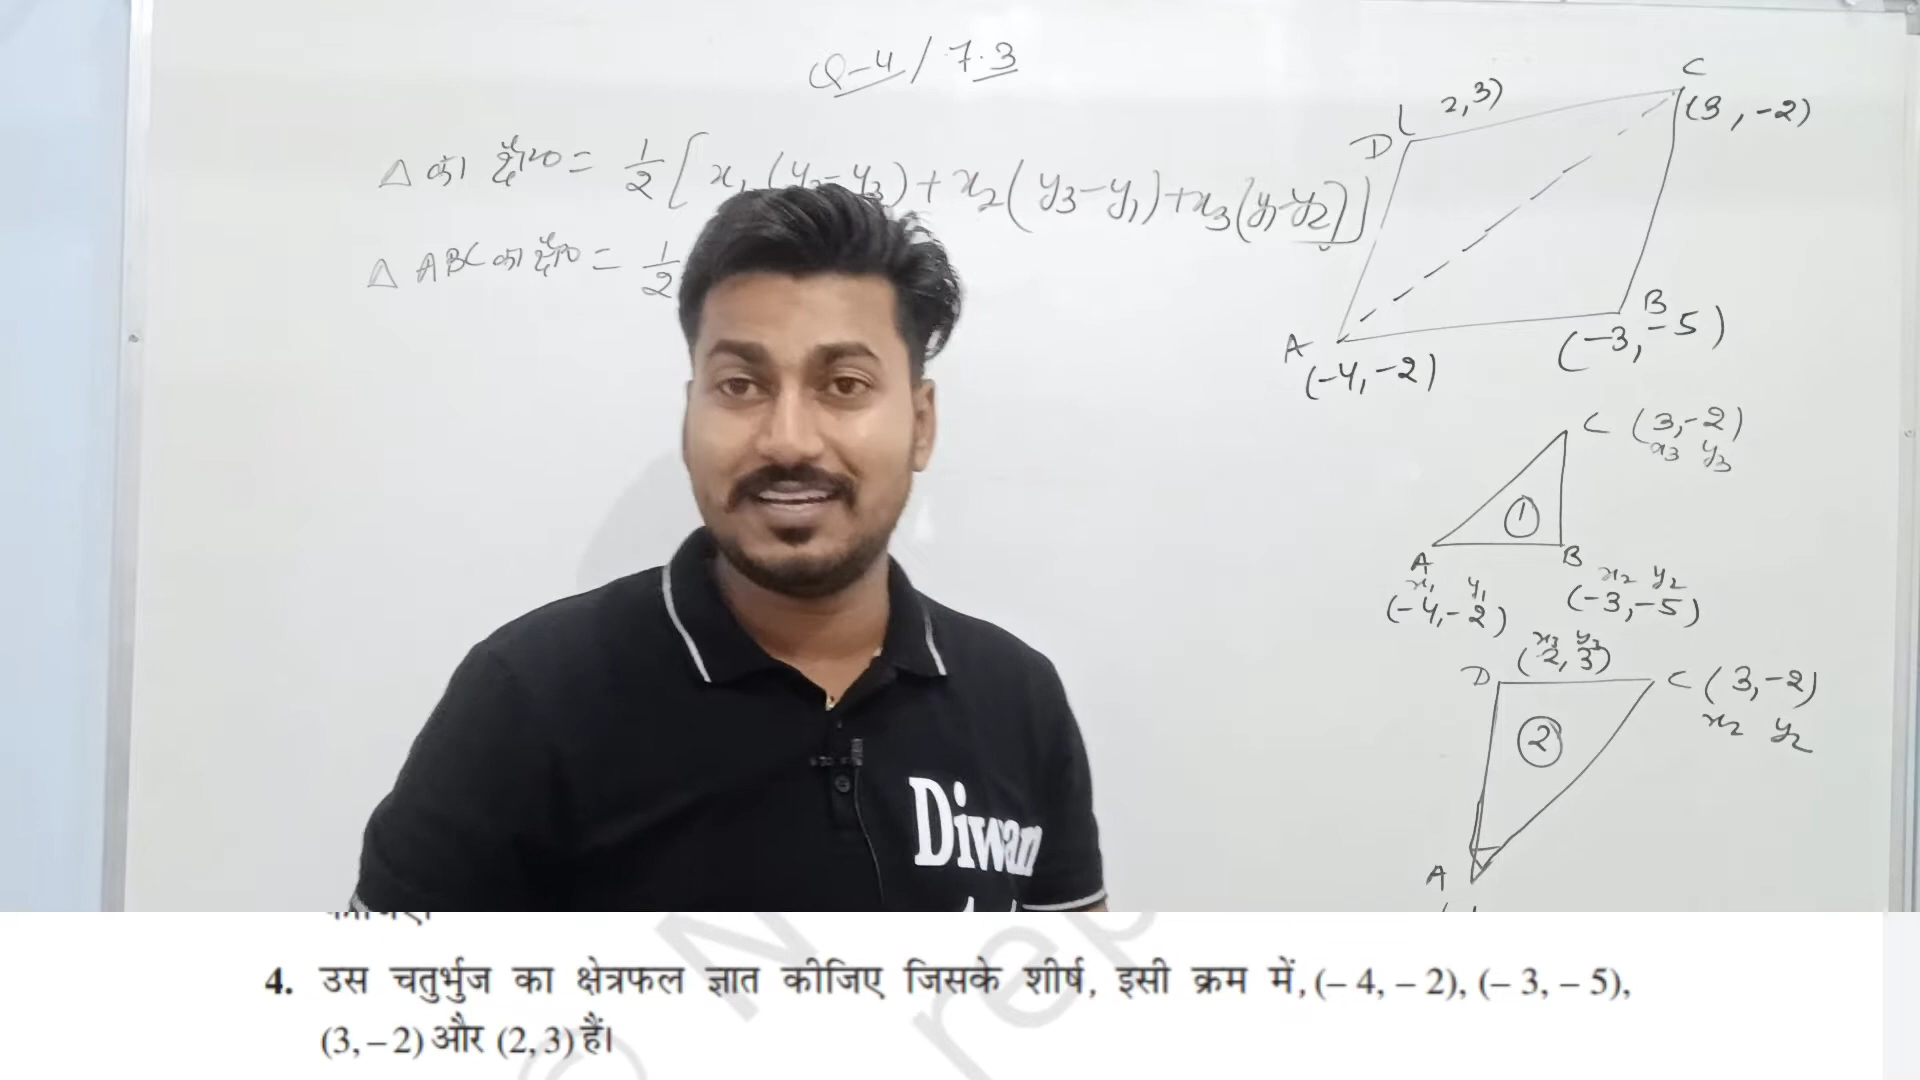 Q-4/7.3
△ का क्षे०फ० = 1/2 [x₁(y₂-y₃)+x₂(y₃-y₁)+x₃(y₁-y₂)]
△ ABC का क्षे०फ० = 1/2
D (2,3)
C (3,-2)
A (-4,-2)
B (-3,-5)
C (3,-2)
x₃ y₃
1
A
B
x₁ y₁
(-4,-2)
x₂ y₂
(-3,-5)
x₃ y₃
D (2,3)
C (3,-2)
x₂ y₂
2
A
Diwan
4. उस चतुर्भुज का क्षेत्रफल ज्ञात कीजिए जिसके शीर्ष, इसी क्रम में, (– 4, – 2), (– 3, – 5),
(3, – 2) और (2, 3) हैं।